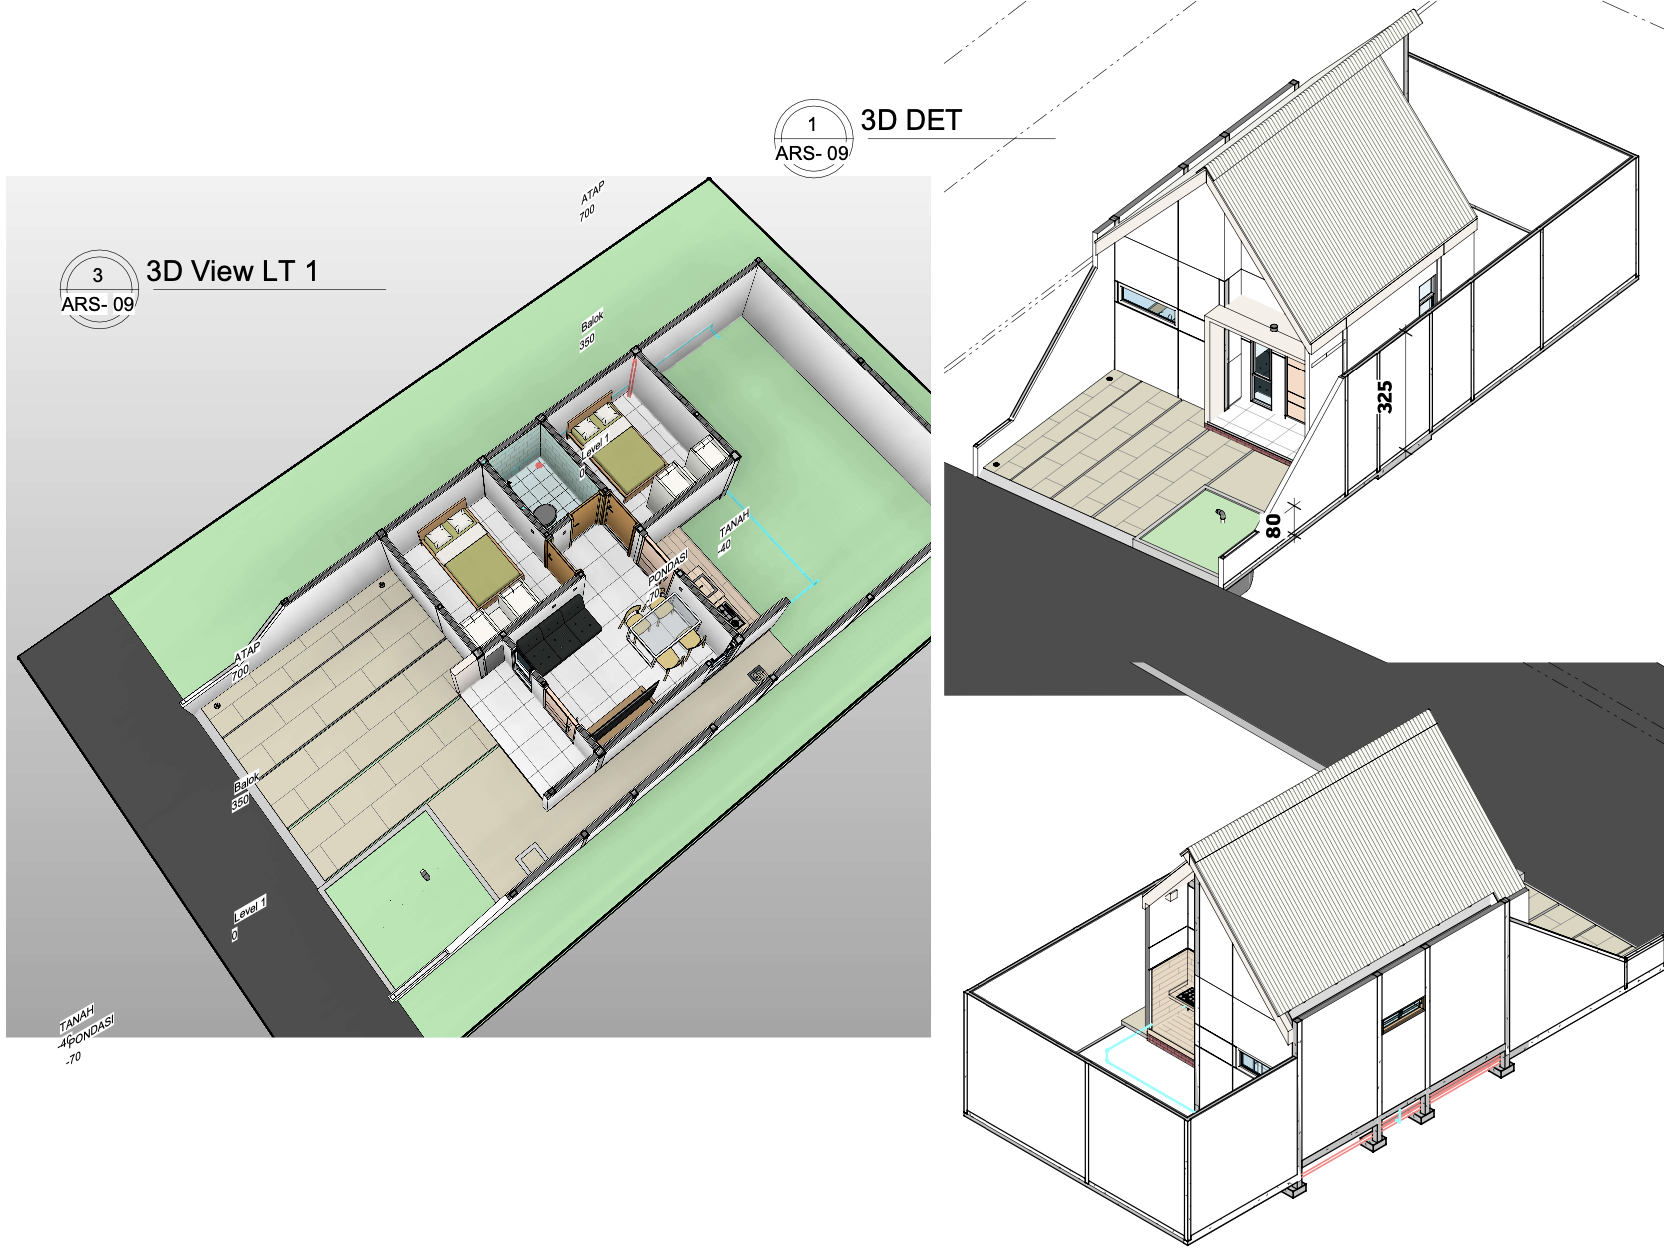 1
ARS- 09
3D DET
3
ARS- 09
3D View LT 1
ATAP
700
Balok
350
Level 1
0
TANAH
-40
PONDASI
-70
ATAP
700
Balok
350
Level 1
0
TANAH
-40
PONDASI
-70
325
80